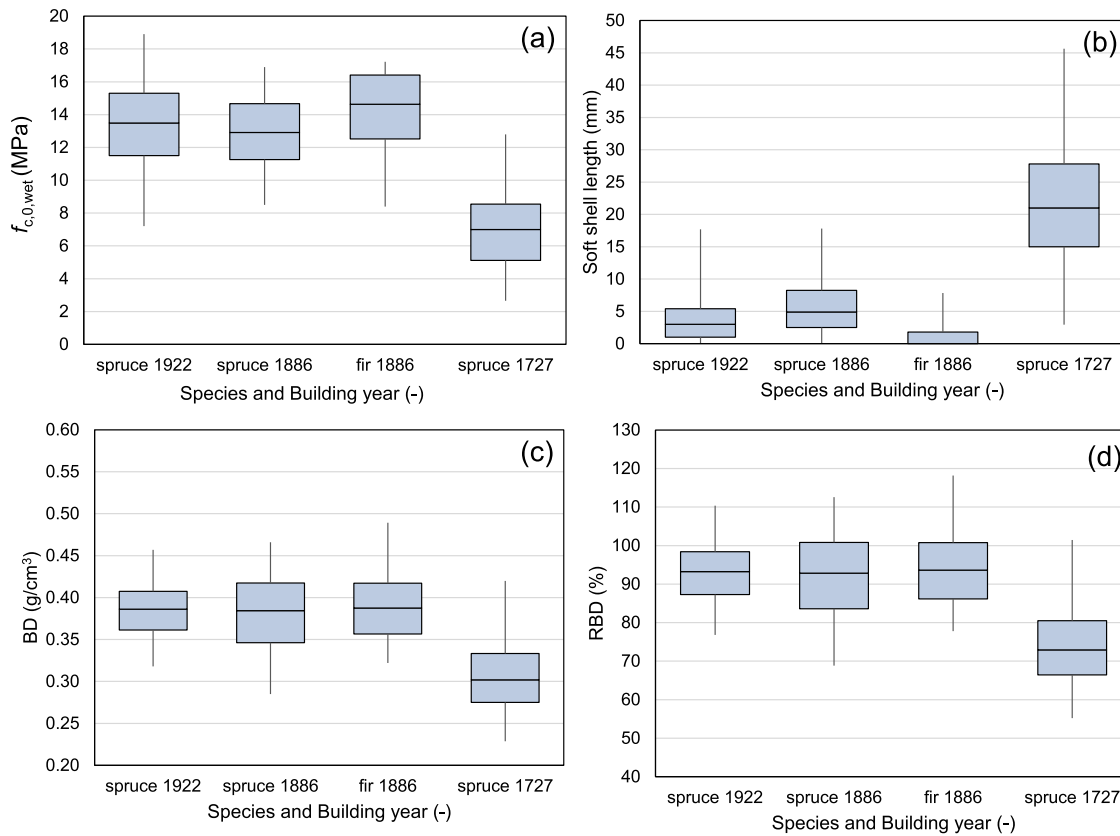 (a)
f c,0,wet (MPa)
20
18
16
14
12
10
8
6
4
2
0
spruce 1922 spruce 1886 fir 1886 spruce 1727
Species and Building year (-)
(b)
Soft shell length (mm)
50
45
40
35
30
25
20
15
10
5
0
spruce 1922 spruce 1886 fir 1886 spruce 1727
Species and Building year (-)
(c)
BD (g/cm³)
0.60
0.55
0.50
0.45
0.40
0.35
0.30
0.25
0.20
spruce 1922 spruce 1886 fir 1886 spruce 1727
Species and Building year (-)
(d)
RBD (%)
130
120
110
100
90
80
70
60
50
40
spruce 1922 spruce 1886 fir 1886 spruce 1727
Species and Building year (-)